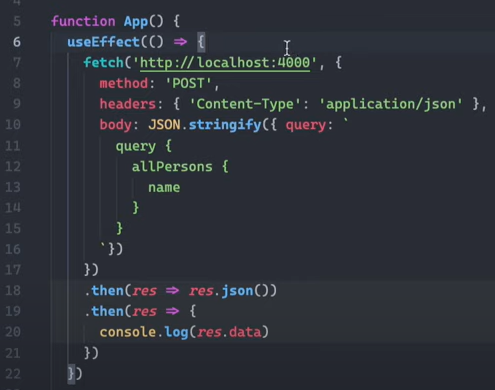 5 function App() {
6 useEffect(() => {
7 fetch('http://localhost:4000', {
8 method: 'POST',
9 headers: { 'Content-Type': 'application/json' },
10 body: JSON.stringify({ query: `
11 query {
12 allPersons {
13 name
14 }
15 }
16 `})
17 })
18 .then(res => res.json())
19 .then(res => {
20 console.log(res.data)
21 })
22 })